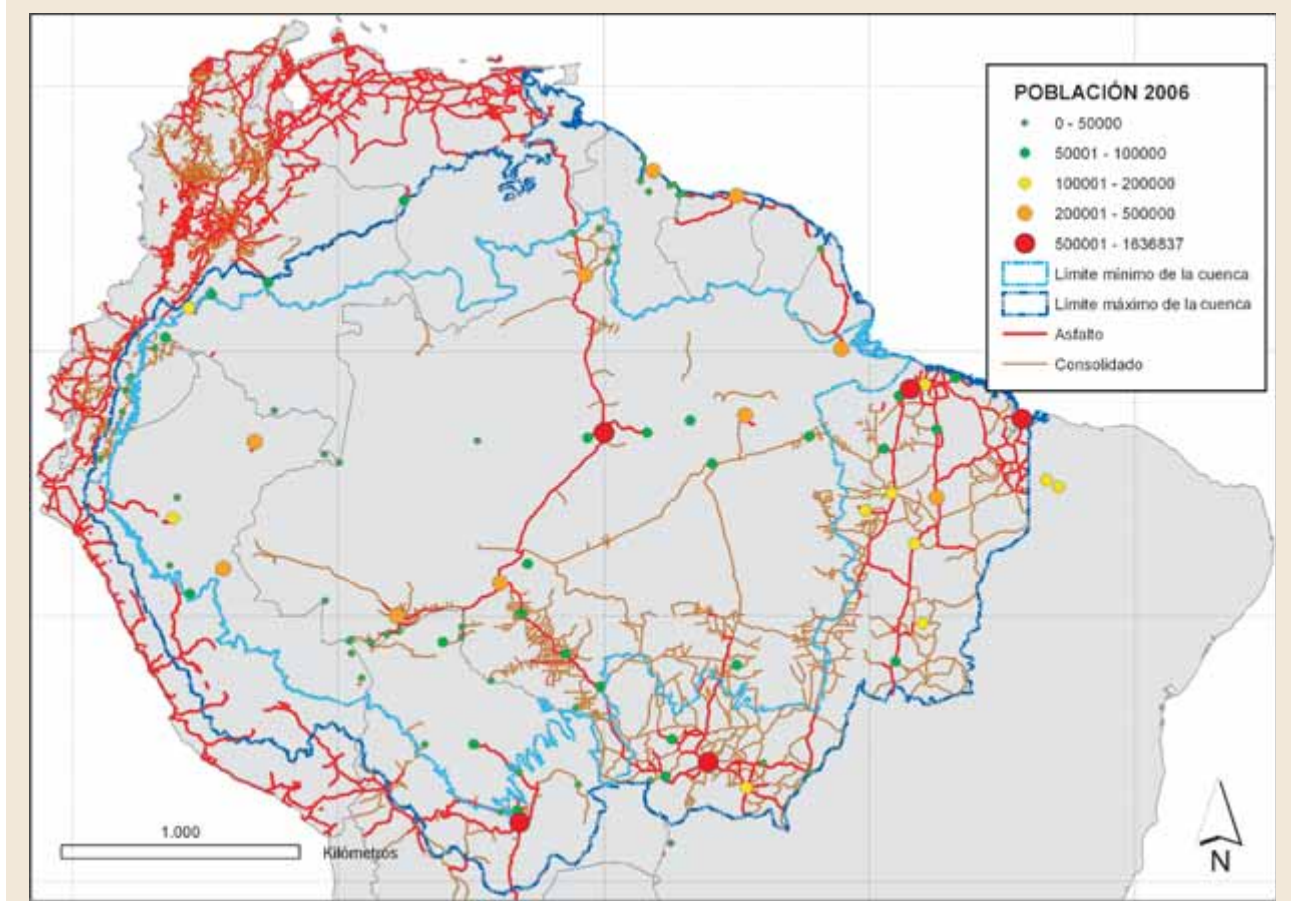 POBLACIÓN 2006
0 - 50000
50001 - 100000
100001 - 200000
200001 - 500000
500001 - 1636837
Límite mínimo de la cuenca
Límite máximo de la cuenca
Asfalto
Consolidado
1.000
Kilómetros
N